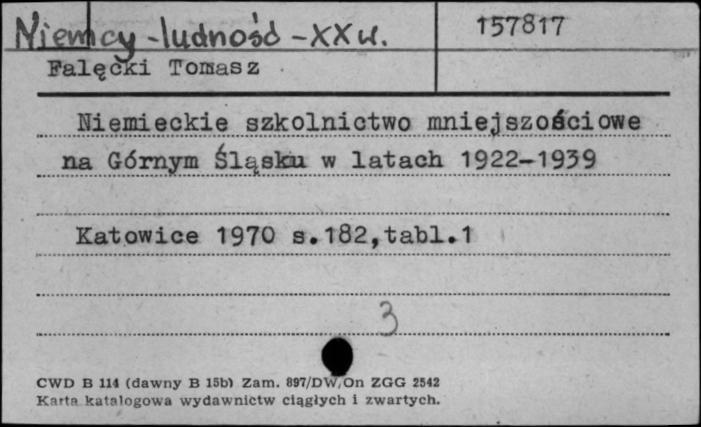 Niemcy - ludność - XX w.
157817
Falęcki Tomasz
Niemieckie szkolnictwo mniejszościowe
na Górnym Śląsku w latach 1922-1939
Katowice 1970 s.182,tabl.1
3
CWD B 114 (dawny B 15b) Zam. 897/DW/On ZGG 2542
Karta katalogowa wydawnictw ciągłych i zwartych.